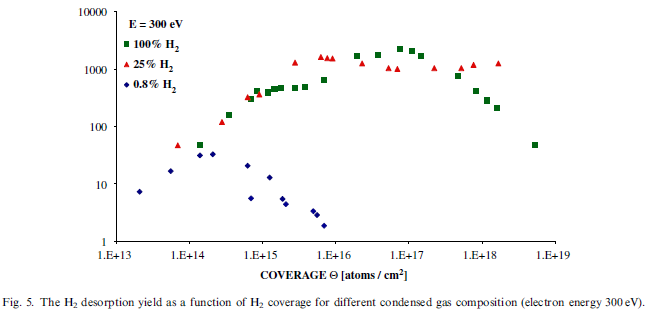 10000
1000
100
10
1
E = 300 eV
100% H2
25% H2
0.8% H2
1.E+13 1.E+14 1.E+15 1.E+16 1.E+17 1.E+18 1.E+19
COVERAGE Θ [atoms / cm²]
Fig. 5. The H2 desorption yield as a function of H2 coverage for different condensed gas composition (electron energy 300 eV).